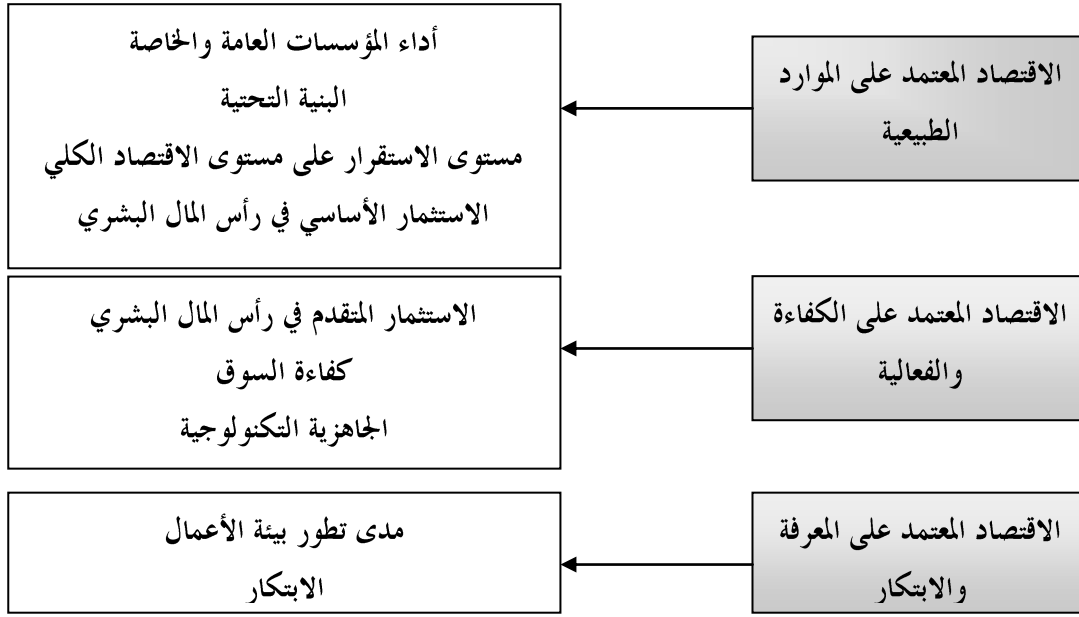 الاقتصاد المعتمد على الموارد
الطبيعية
أداء المؤسسات العامة والخاصة
البنية التحتية
مستوى الاستقرار على مستوى الاقتصاد الكلي
الاستثمار الأساسي في رأس المال البشري
الاقتصاد المعتمد على الكفاءة
والفعالية
الاستثمار المتقدم في رأس المال البشري
كفاءة السوق
الجاهزية التكنولوجية
الاقتصاد المعتمد على المعرفة
والابتكار
مدى تطور بيئة الأعمال
الابتكار